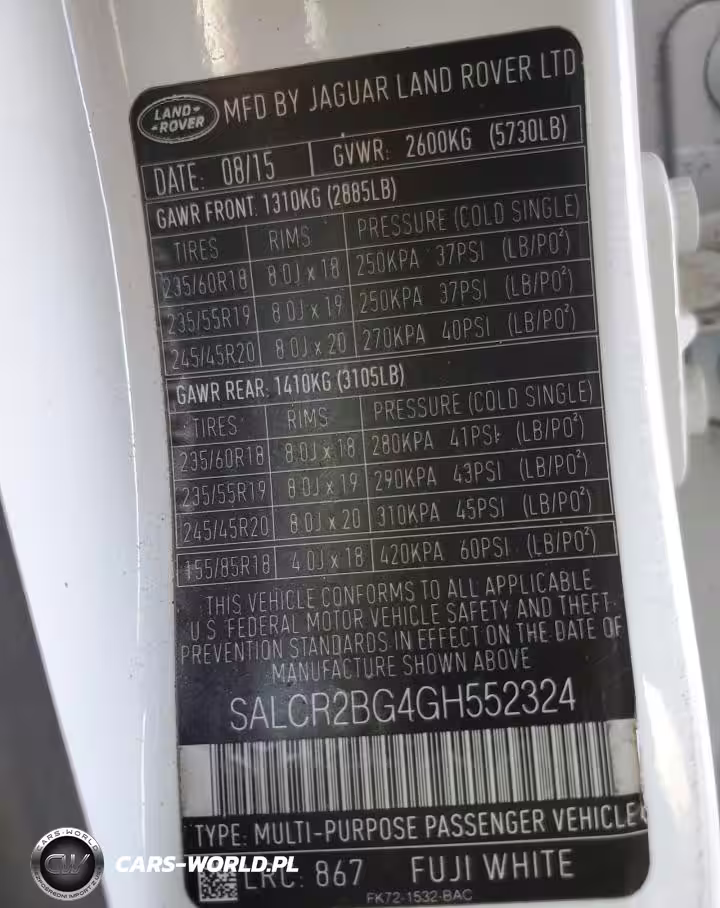 LAND-
-ROVER
MFD BY JAGUAR LAND ROVER LTD
DATE: 08/15 GVWR: 2600KG (5730LB)
GAWR FRONT: 1310KG (2885LB)
TIRES RIMS PRESSURE (COLD SINGLE)
235/60R18 8.0J x 18 250KPA 37PSI (LB/PO²)
235/55R19 8.0J x 19 250KPA 37PSI (LB/PO²)
245/45R20 8.0J x 20 270KPA 40PSI (LB/PO²)
GAWR REAR: 1410KG (3105LB)
TIRES RIMS PRESSURE (COLD SINGLE)
235/60R18 8.0J x 18 280KPA 41PSI (LB/PO²)
235/55R19 8.0J x 19 290KPA 43PSI (LB/PO²)
245/45R20 8.0J x 20 310KPA 45PSI (LB/PO²)
155/85R18 4.0J x 18 420KPA 60PSI (LB/PO²)
THIS VEHICLE CONFORMS TO ALL APPLICABLE
U.S. FEDERAL MOTOR VEHICLE SAFETY AND THEFT
PREVENTION STANDARDS IN EFFECT ON THE DATE OF
MANUFACTURE SHOWN ABOVE
SALCR2BG4GH552324
TYPE: MULTI-PURPOSE PASSENGER VEHICLE
LRC: 867 FUJI WHITE
FK72-1532-BAC
CARS-WORLD
CW
CARS-WORLD.PL